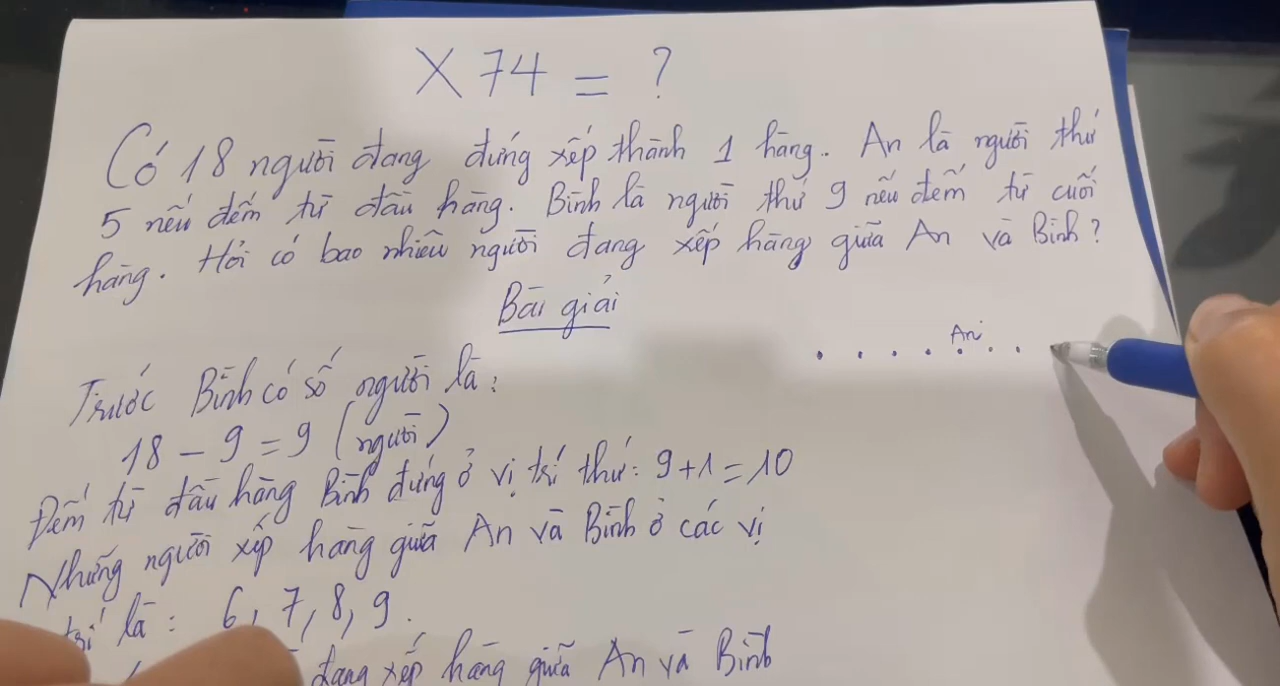 X 74 = ?
Có 18 người đang đứng xếp thành 1 hàng. An là người thứ
5 nếu đếm từ đầu hàng. Bình là người thứ 9 nếu đếm từ cuối
hàng. Hỏi có bao nhiêu người đang xếp hàng giữa An và Bình?
Bài giải
An
Trước Bình có số người là:
18 - 9 = 9 (người)
Đếm từ đầu hàng Bình đứng ở vị trí thứ: 9+1=10
Những người xếp hàng giữa An và Bình ở các vị
trí là: 6, 7, 8, 9.
đang xếp hàng giữa An và Bình